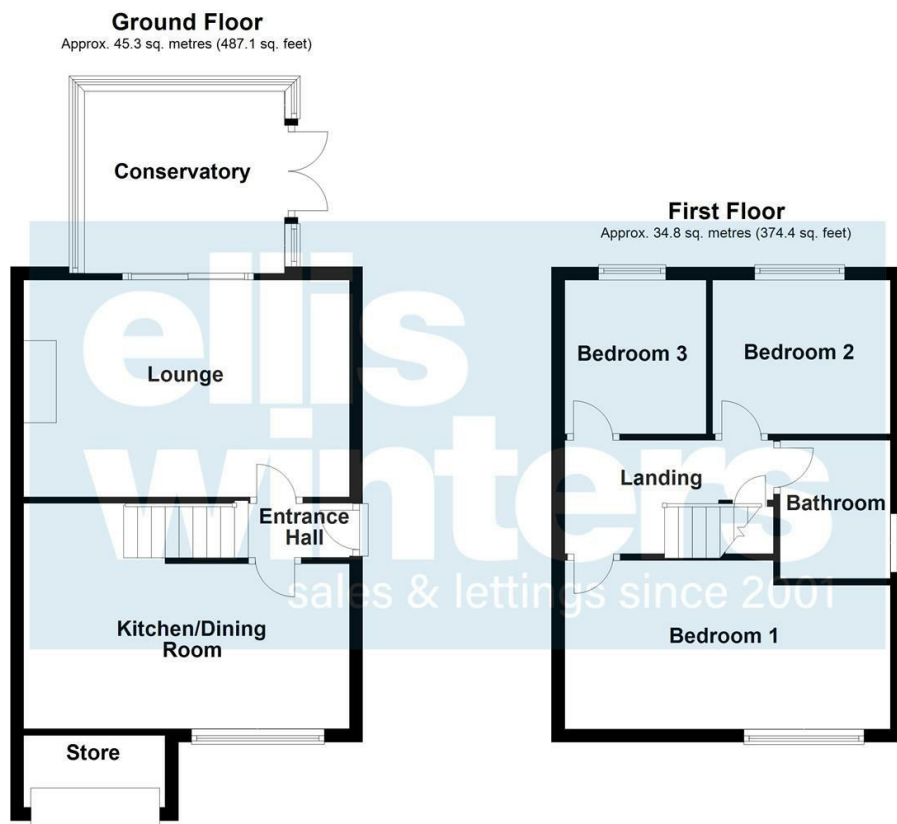 Ground Floor
Approx. 45.3 sq. metres (487.1 sq. feet)
Conservatory
First Floor
Approx. 34.8 sq. metres (374.4 sq. feet)
ellis
winters
sales & lettings since 2001
Lounge
Entrance
Hall
Kitchen/Dining
Room
Store
Bedroom 3
Bedroom 2
Landing
Bathroom
Bedroom 1